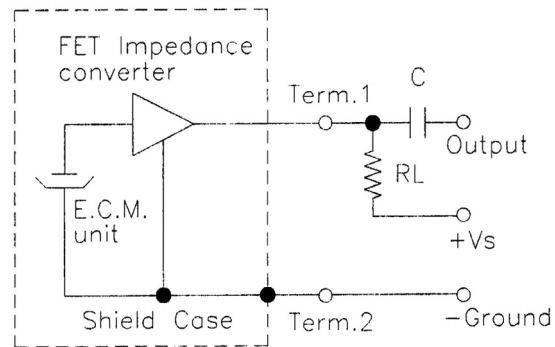 FET Impedance
converter
Term.1
C
Output
RL
+Vs
E.C.M.
unit
Shield Case
Term.2
-Ground